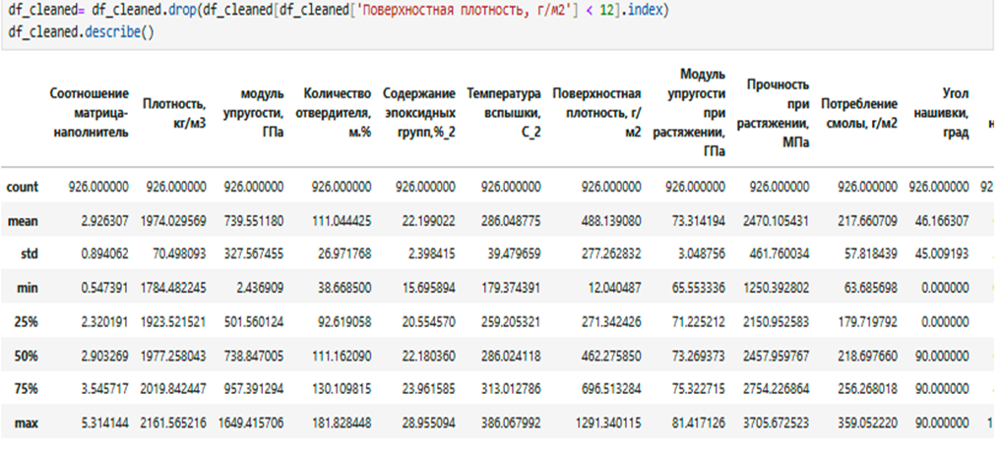 df_cleaned= df_cleaned.drop(df_cleaned[df_cleaned['Поверхностная плотность, г/м2'] < 12].index)
df_cleaned.describe()
Соотношение матрица-наполнитель Плотность, кг/м3 модуль упругости, ГПа Количество отвердителя, м.% Содержание эпоксидных групп,%_2 Температура вспышки, С_2 Поверхностная плотность, г/м2 Модуль упругости при растяжении, ГПа Прочность при растяжении, МПа Потребление смолы, г/м2 Угол нашивки, град
count 926.000000 926.000000 926.000000 926.000000 926.000000 926.000000 926.000000 926.000000 926.000000 926.000000 926.000000 92
mean 2.926307 1974.029569 739.551180 111.044425 22.199022 286.048775 488.139080 73.314194 2470.105431 217.660709 46.166307
std 0.894062 70.498093 327.567455 26.971768 2.398415 39.479659 277.262832 3.048756 461.760034 57.818439 45.009193
min 0.547391 1784.482245 2.436909 38.668500 15.695894 179.374391 12.040487 65.553336 1250.392802 63.685698 0.000000
25% 2.320191 1923.521521 501.560124 92.619058 20.554570 259.205321 271.342426 71.225212 2150.952583 179.719792 0.000000
50% 2.903269 1977.258043 738.847005 111.162090 22.180360 286.024118 462.275850 73.269373 2457.959767 218.697660 90.000000
75% 3.545717 2019.842447 957.391294 130.109815 23.961585 313.012786 696.513284 75.322715 2754.226864 256.268018 90.000000
max 5.314144 2161.565216 1649.415706 181.828448 28.955094 386.067992 1291.340115 81.417126 3705.672523 359.052220 90.000000 1